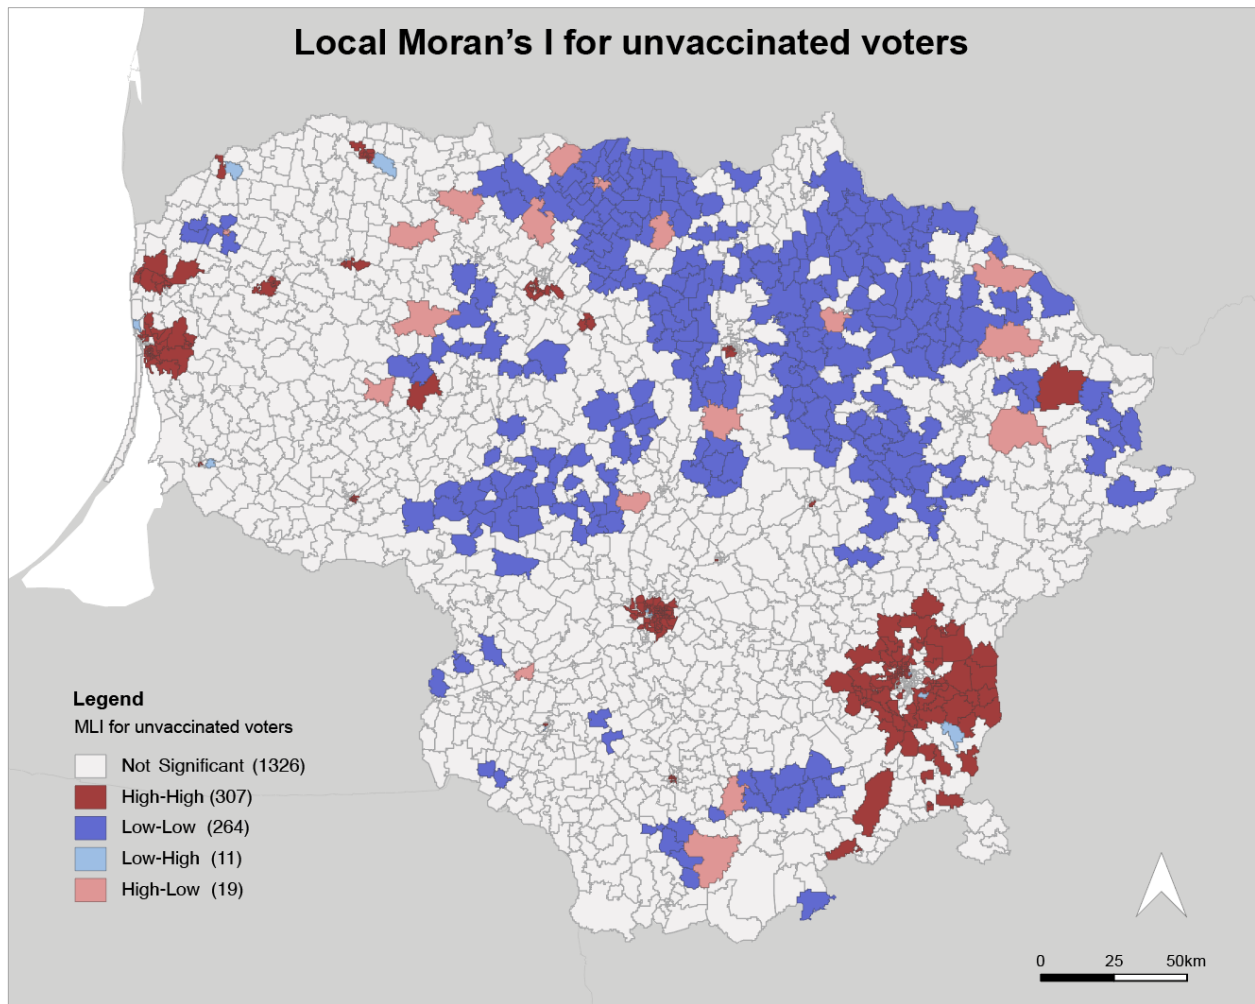 Local Moran's I for unvaccinated voters
Legend
MLI for unvaccinated voters
Not Significant (1326)
High-High (307)
Low-Low (264)
Low-High (11)
High-Low (19)
0 25 50km